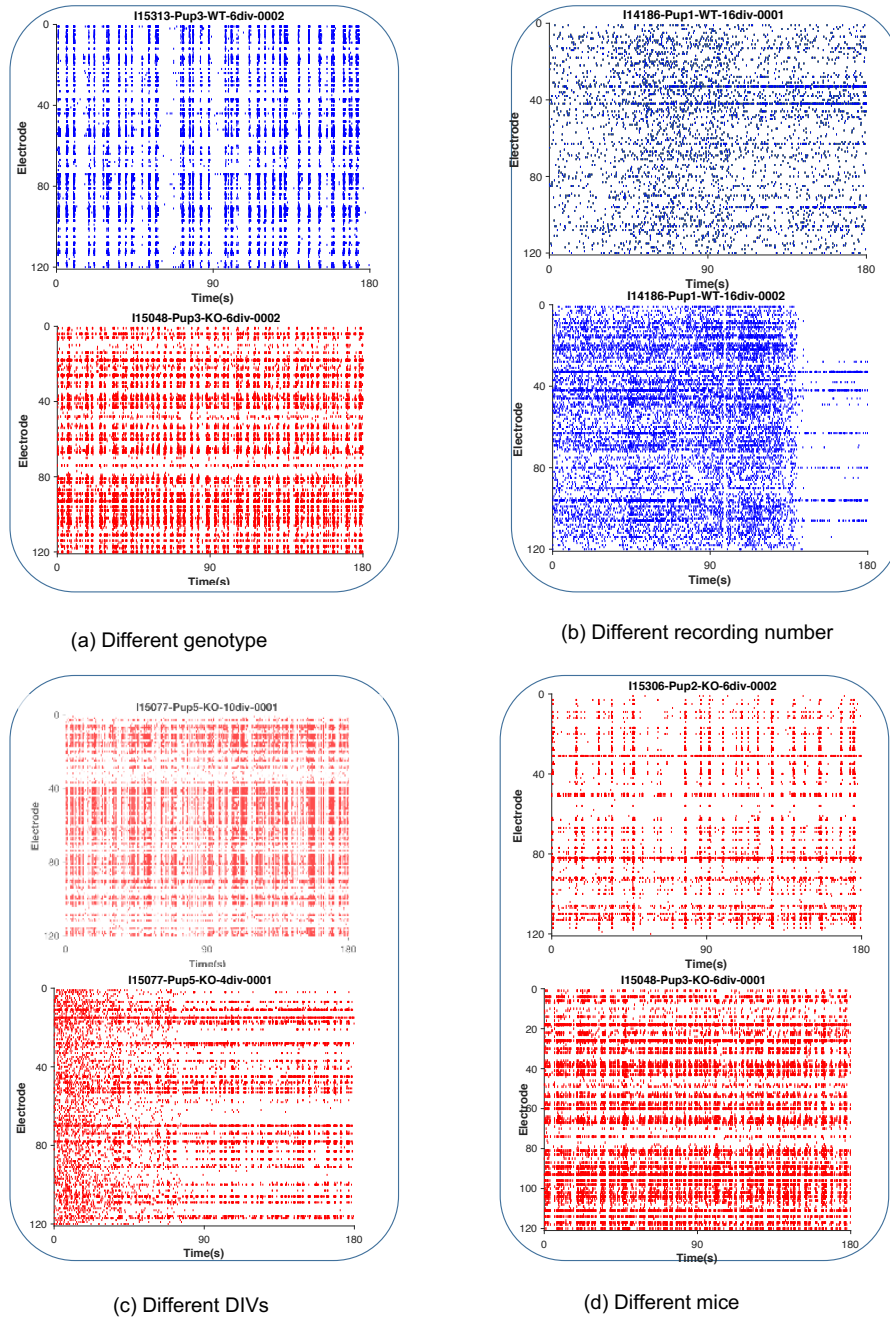 I15313-Pup3-WT-6div-0002
0
40
80
120
Electrode
0
90
180
Time(s)
I15048-Pup3-KO-6div-0002
0
40
80
120
Electrode
0
90
180
Time(s)
(a) Different genotype
I14186-Pup1-WT-16div-0001
0
40
80
120
Electrode
0
90
180
Time(s)
I14186-Pup1-WT-16div-0002
0
40
80
120
Electrode
0
90
180
Time(s)
(b) Different recording number
I15077-Pup5-KO-10div-0001
0
40
80
120
Electrode
0
90
180
Time(s)
I15077-Pup5-KO-4div-0001
0
40
80
120
Electrode
0
90
180
Time(s)
(c) Different DIVs
I15306-Pup2-KO-6div-0002
0
40
80
120
Electrode
0
90
180
Time(s)
I15048-Pup3-KO-6div-0001
0
20
40
60
80
100
120
Electrode
0
90
180
Time(s)
(d) Different mice